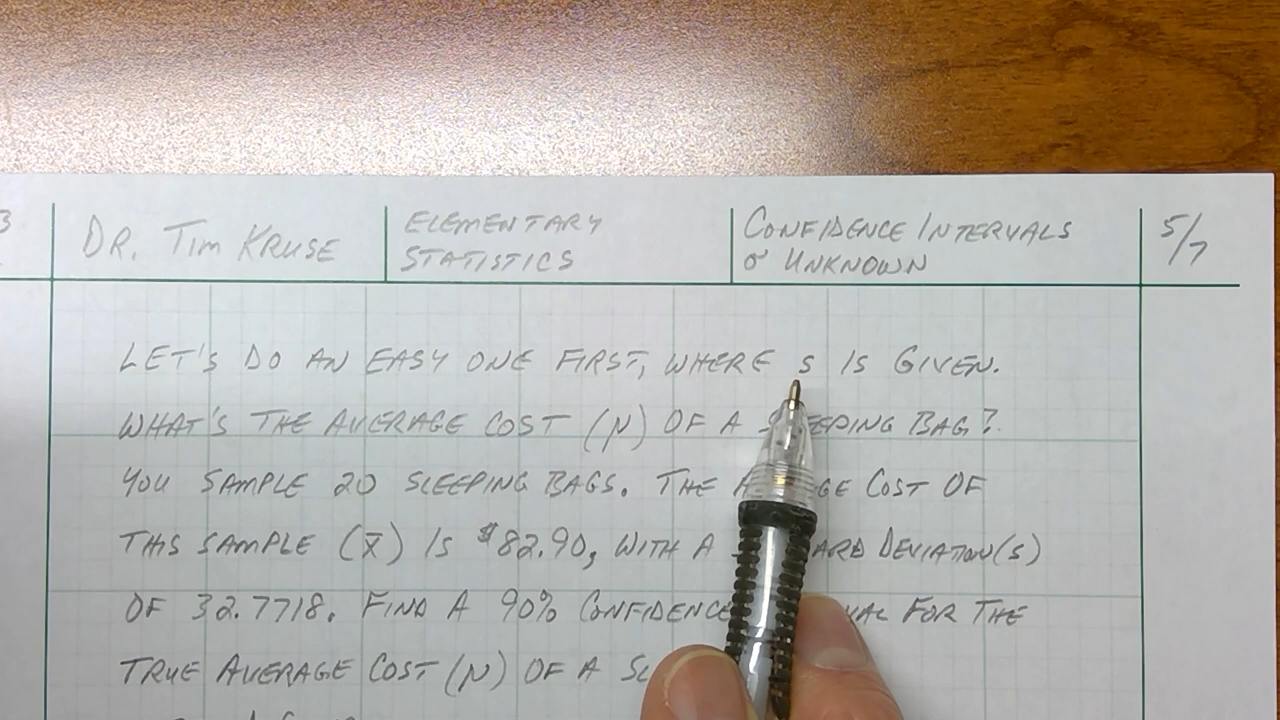 3
DR. TIM KRUSE
ELEMENTARY
STATISTICS
CONFIDENCE INTERVALS
σ UNKNOWN
5/7
LET'S DO AN EASY ONE FIRST, WHERE s IS GIVEN.
WHAT'S THE AVERAGE COST (μ) OF A SLEEPING BAG?
YOU SAMPLE 20 SLEEPING BAGS. THE COST OF
THIS SAMPLE (x̄) IS $82.90, WITH A DEVIATION(s)
OF 32.7718. FIND A 90% CONFIDENCE FOR THE
TRUE AVERAGE COST (μ) OF A